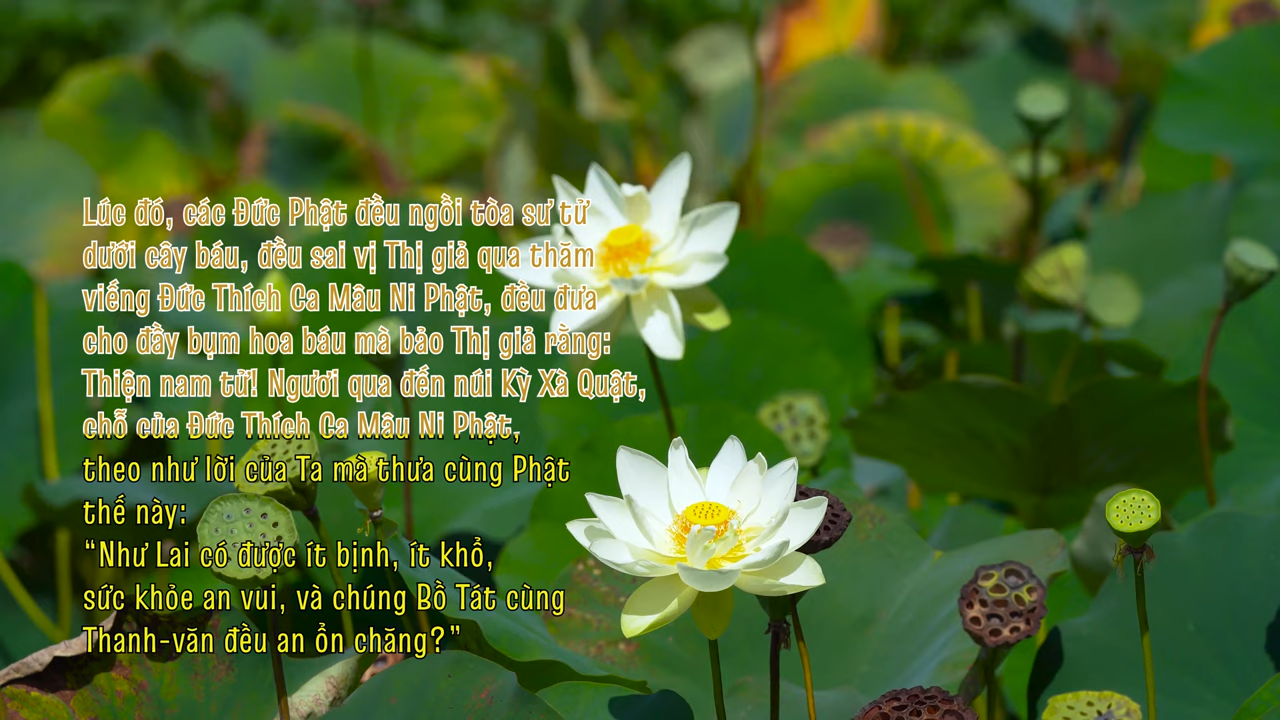 Lúc đó, các Đức Phật đều ngồi tòa sư tử
dưới cây báu, đều sai vị Thị giả qua thăm
viếng Đức Thích Ca Mâu Ni Phật, đều đưa
cho đầy bụm hoa báu mà bảo Thị giả rằng:
Thiện nam tử! Ngươi qua đến núi Kỳ Xà Quật,
chỗ của Đức Thích Ca Mâu Ni Phật,
theo như lời của Ta mà thưa cùng Phật
thế này:
“Như Lai có được ít bịnh, ít khổ,
sức khỏe an vui, và chúng Bồ Tát cùng
Thanh-văn đều an ổn chăng?”